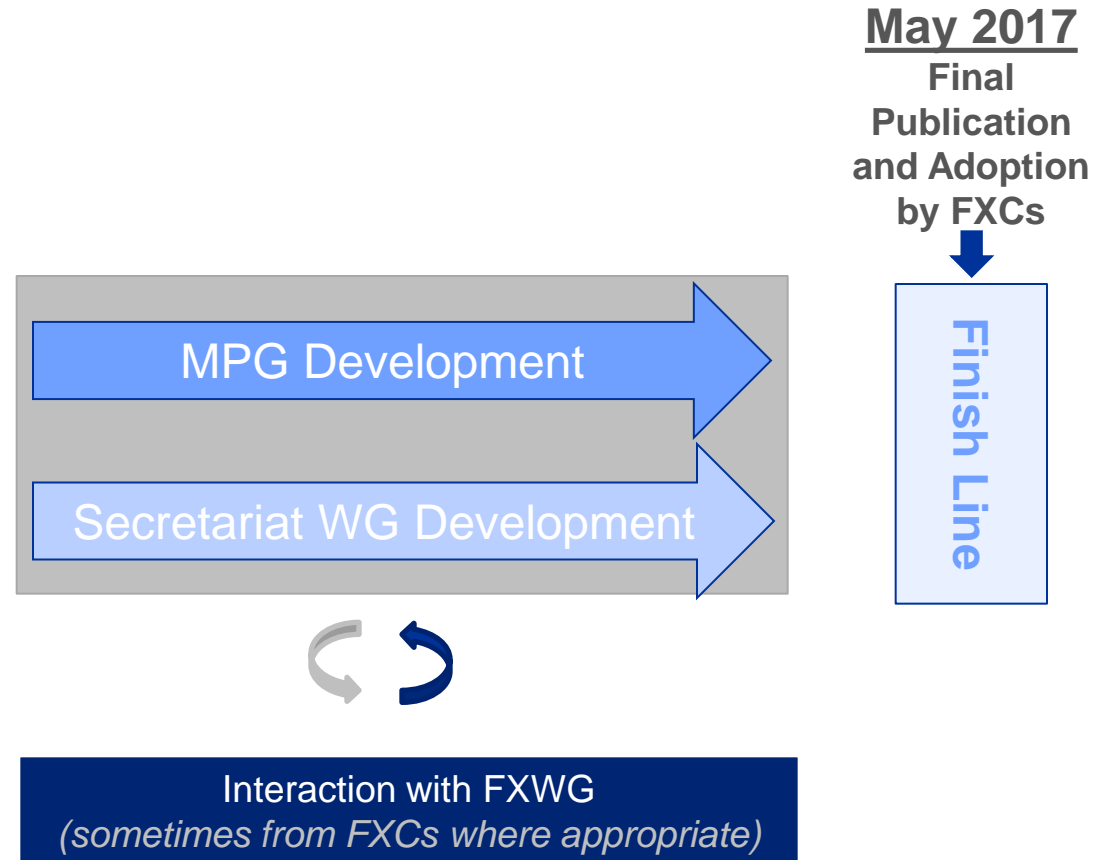 May 2017
Final
Publication
and Adoption
by FXCs
MPG Development
Finish Line
Secretariat WG Development
Interaction with FXWG
(sometimes from FXCs where appropriate)